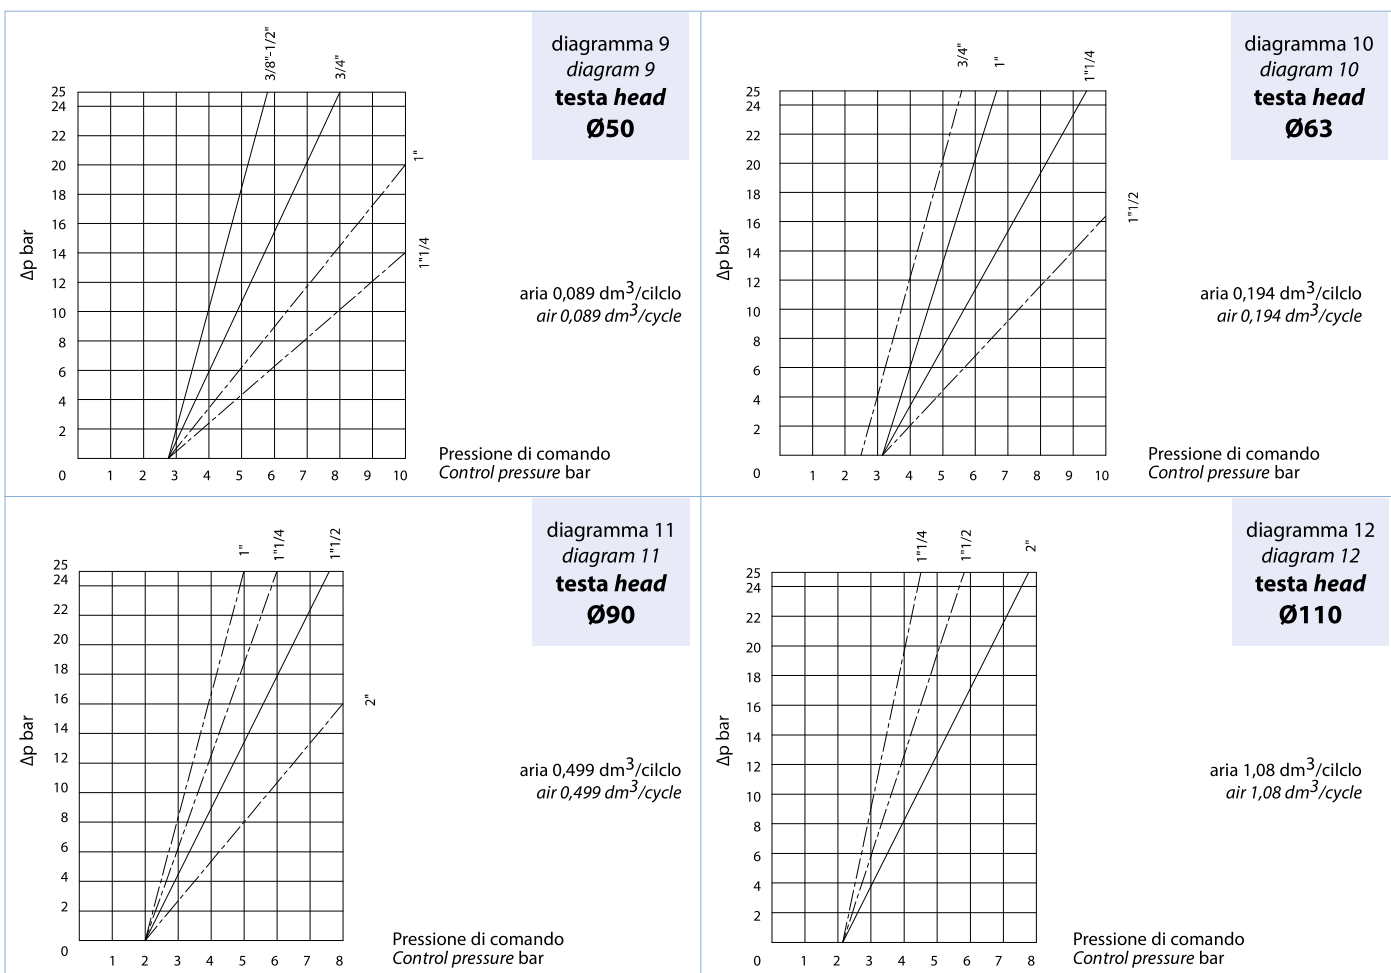 3/8"-1/2"
3/4"
diagramma 9
diagram 9
testa head
Ø50
25
24
22
20
18
16
14
12
10
8
6
4
2
0
1"
1"1/4
Δp bar
aria 0,089 dm3/cilclo
air 0,089 dm3/cycle
1 2 3 4 5 6 7 8 9 10
Pressione di comando
Control pressure bar
3/4"
1"
1"1/4
diagramma 10
diagram 10
testa head
Ø63
25
24
22
20
18
16
14
12
10
8
6
4
2
0
1"1/2
Δp bar
aria 0,194 dm3/cilclo
air 0,194 dm3/cycle
1 2 3 4 5 6 7 8 9 10
Pressione di comando
Control pressure bar
1"
1"1/4
1"1/2
diagramma 11
diagram 11
testa head
Ø90
25
24
22
20
18
16
14
12
10
8
6
4
2
0
2"
Δp bar
aria 0,499 dm3/cilclo
air 0,499 dm3/cycle
1 2 3 4 5 6 7 8
Pressione di comando
Control pressure bar
1"1/4
1"1/2
2"
diagramma 12
diagram 12
testa head
Ø110
25
24
22
20
18
16
14
12
10
8
6
4
2
0
Δp bar
aria 1,08 dm3/cilclo
air 1,08 dm3/cycle
1 2 3 4 5 6 7 8
Pressione di comando
Control pressure bar